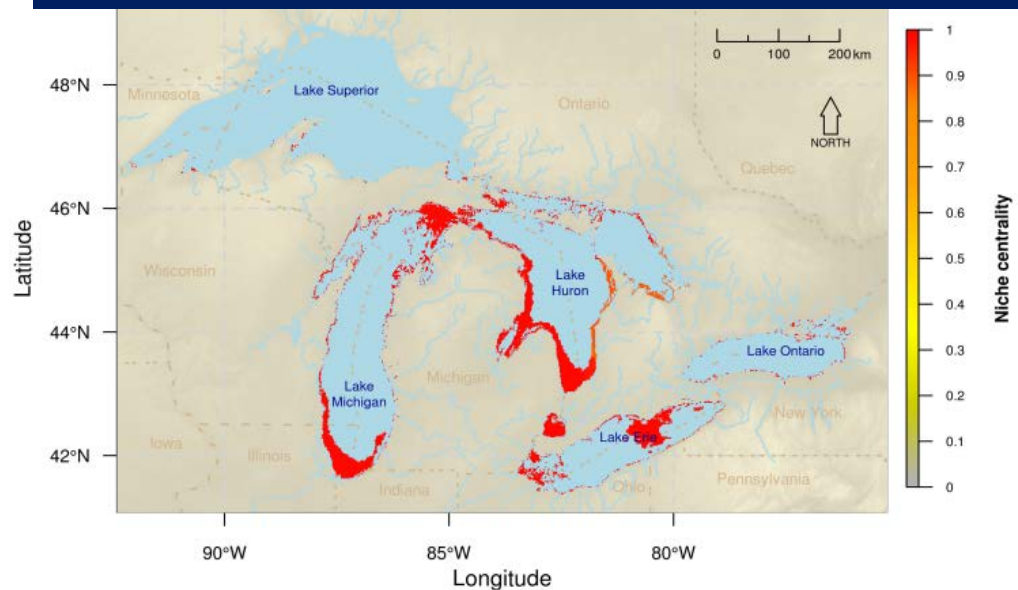 0 100 200 km
1
0.9
48°N
Lake Superior
Minnesota
Ontario
0.8
NORTH
Quebec
0.7
46°N
0.6
Latitude
Wisconsin
Lake
Huron
0.5
Niche centrality
0.4
44°N
Lake Ontario
0.3
Michigan
Lake
Michigan
New York
0.2
Lake Erie
Iowa
Illinois
0.1
42°N
Indiana
Ohio
Pennsylvania
0
90°W 85°W 80°W
Longitude